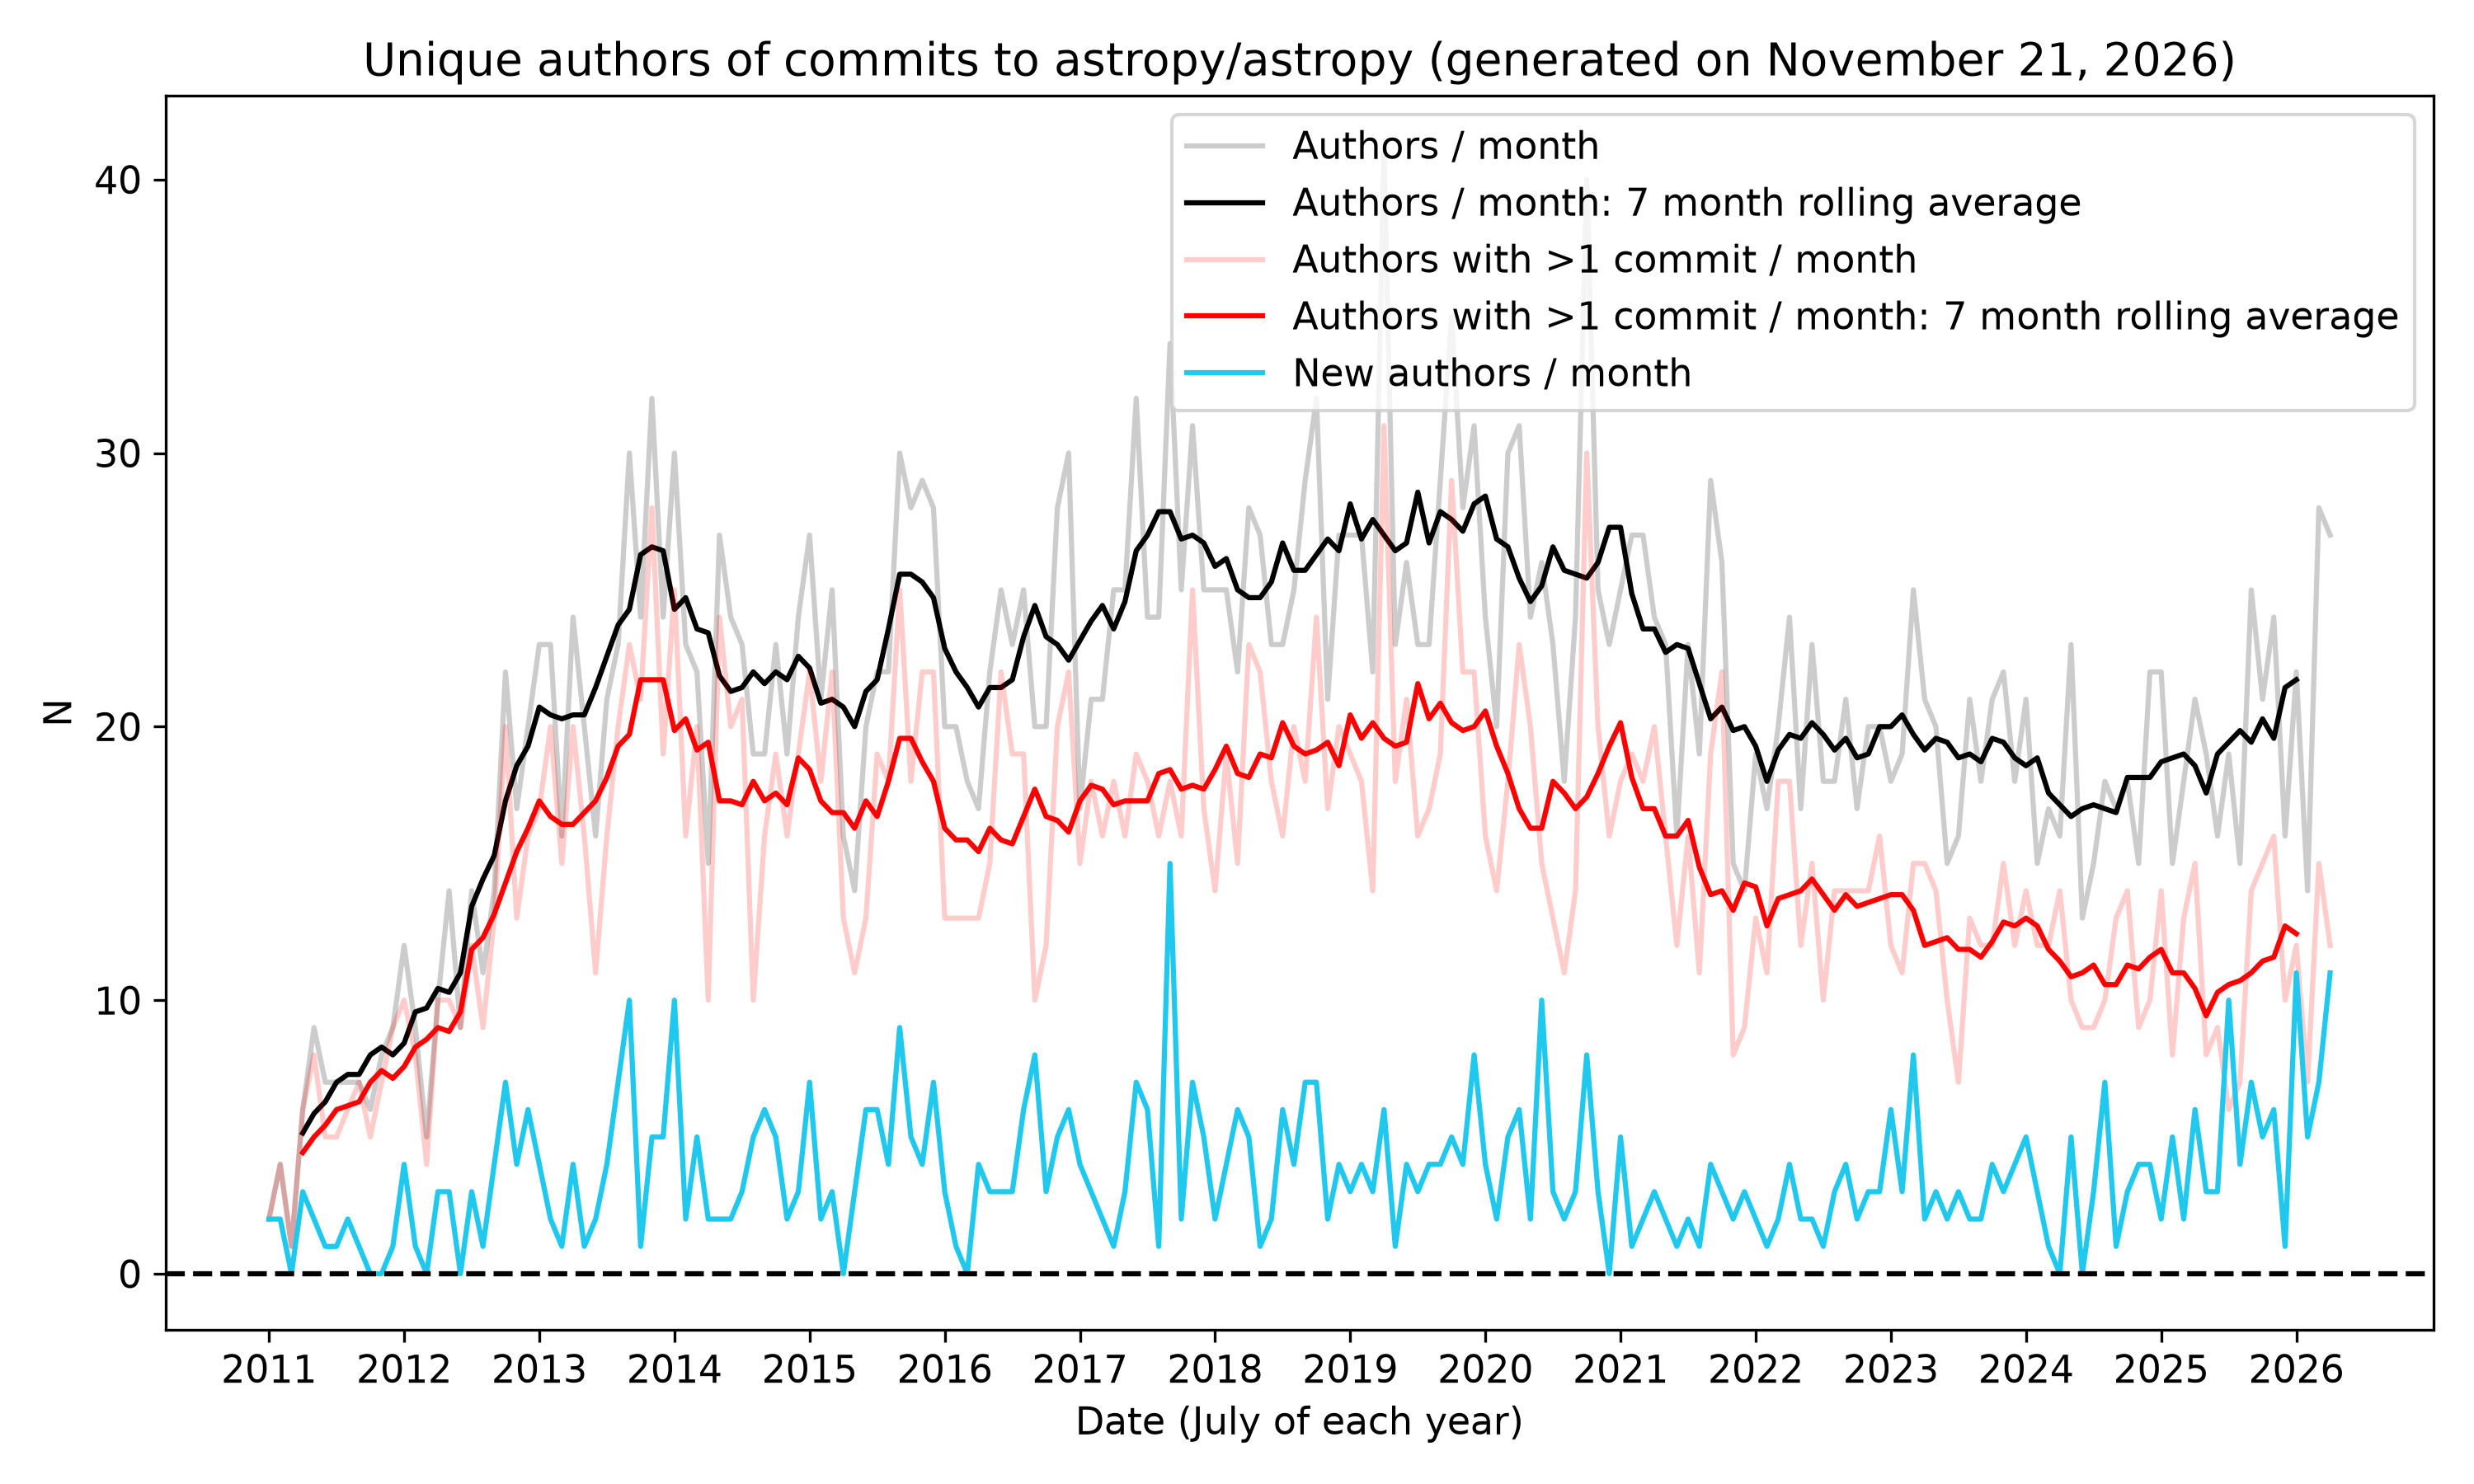 Unique authors of commits to astropy/astropy (generated on November 21, 2026)
Authors / month
Authors / month: 7 month rolling average
Authors with >1 commit / month
Authors with >1 commit / month: 7 month rolling average
New authors / month
40
30
20
10
0
N
2011 2012 2013 2014 2015 2016 2017 2018 2019 2020 2021 2022 2023 2024 2025 2026
Date (July of each year)